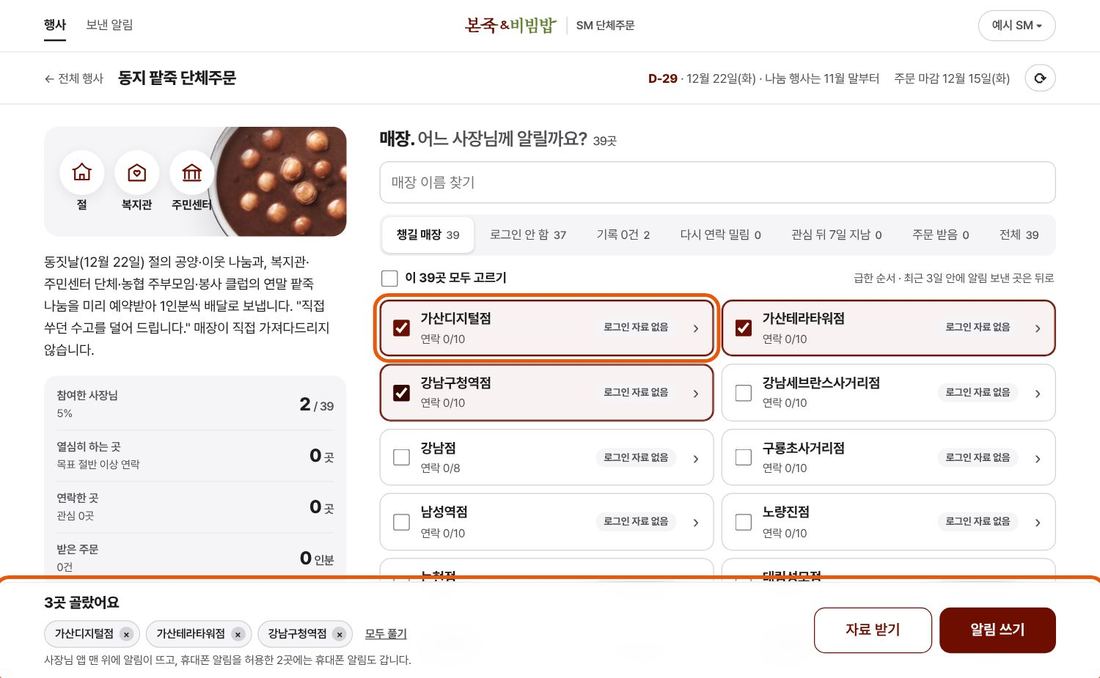 행사 보낸 알림 본죽&비빔밥 SM 단체주문 예시 SM
← 전체 행사 동지 팥죽 단체주문 D-29 · 12월 22일(화) · 나눔 행사는 11월 말부터 주문 마감 12월 15일(화)
절 복지관 주민센터
동짓날(12월 22일) 절의 공양·이웃 나눔과, 복지관·
주민센터 단체·농협 주부모임·봉사 클럽의 연말 팥죽
나눔을 미리 예약받아 1인분씩 배달로 보냅니다. "직접
쑤던 수고를 덜어 드립니다." 매장이 직접 가져다드리지
않습니다.
참여한 사장님
5%
2 / 39
열심히 하는 곳
목표 절반 이상 연락
0 곳
연락한 곳
관심 0곳
0 곳
받은 주문
0건
0 인분
매장. 어느 사장님께 알릴까요? 39곳
매장 이름 찾기
챙길 매장 39 로그인 안 함 37 기록 0건 2 다시 연락 밀림 0 관심 뒤 7일 지남 0 주문 받음 0 전체 39
이 39곳 모두 고르기 급한 순서 · 최근 3일 안에 알림 보낸 곳은 뒤로
가산디지털점
연락 0/10
로그인 자료 없음
가산테라타워점
연락 0/10
로그인 자료 없음
강남구청역점
연락 0/10
로그인 자료 없음
강남세브란스사거리점
연락 0/10
로그인 자료 없음
강남점
연락 0/8
로그인 자료 없음
구룡초사거리점
연락 0/10
로그인 자료 없음
남성역점
연락 0/10
로그인 자료 없음
노량진점
연락 0/10
로그인 자료 없음
3곳 골랐어요
가산디지털점 × 가산테라타워점 × 강남구청역점 × 모두 풀기
사장님 앱 맨 위에 알림이 뜨고, 휴대폰 알림을 허용한 2곳에는 휴대폰 알림도 갑니다.
자료 받기 알림 쓰기